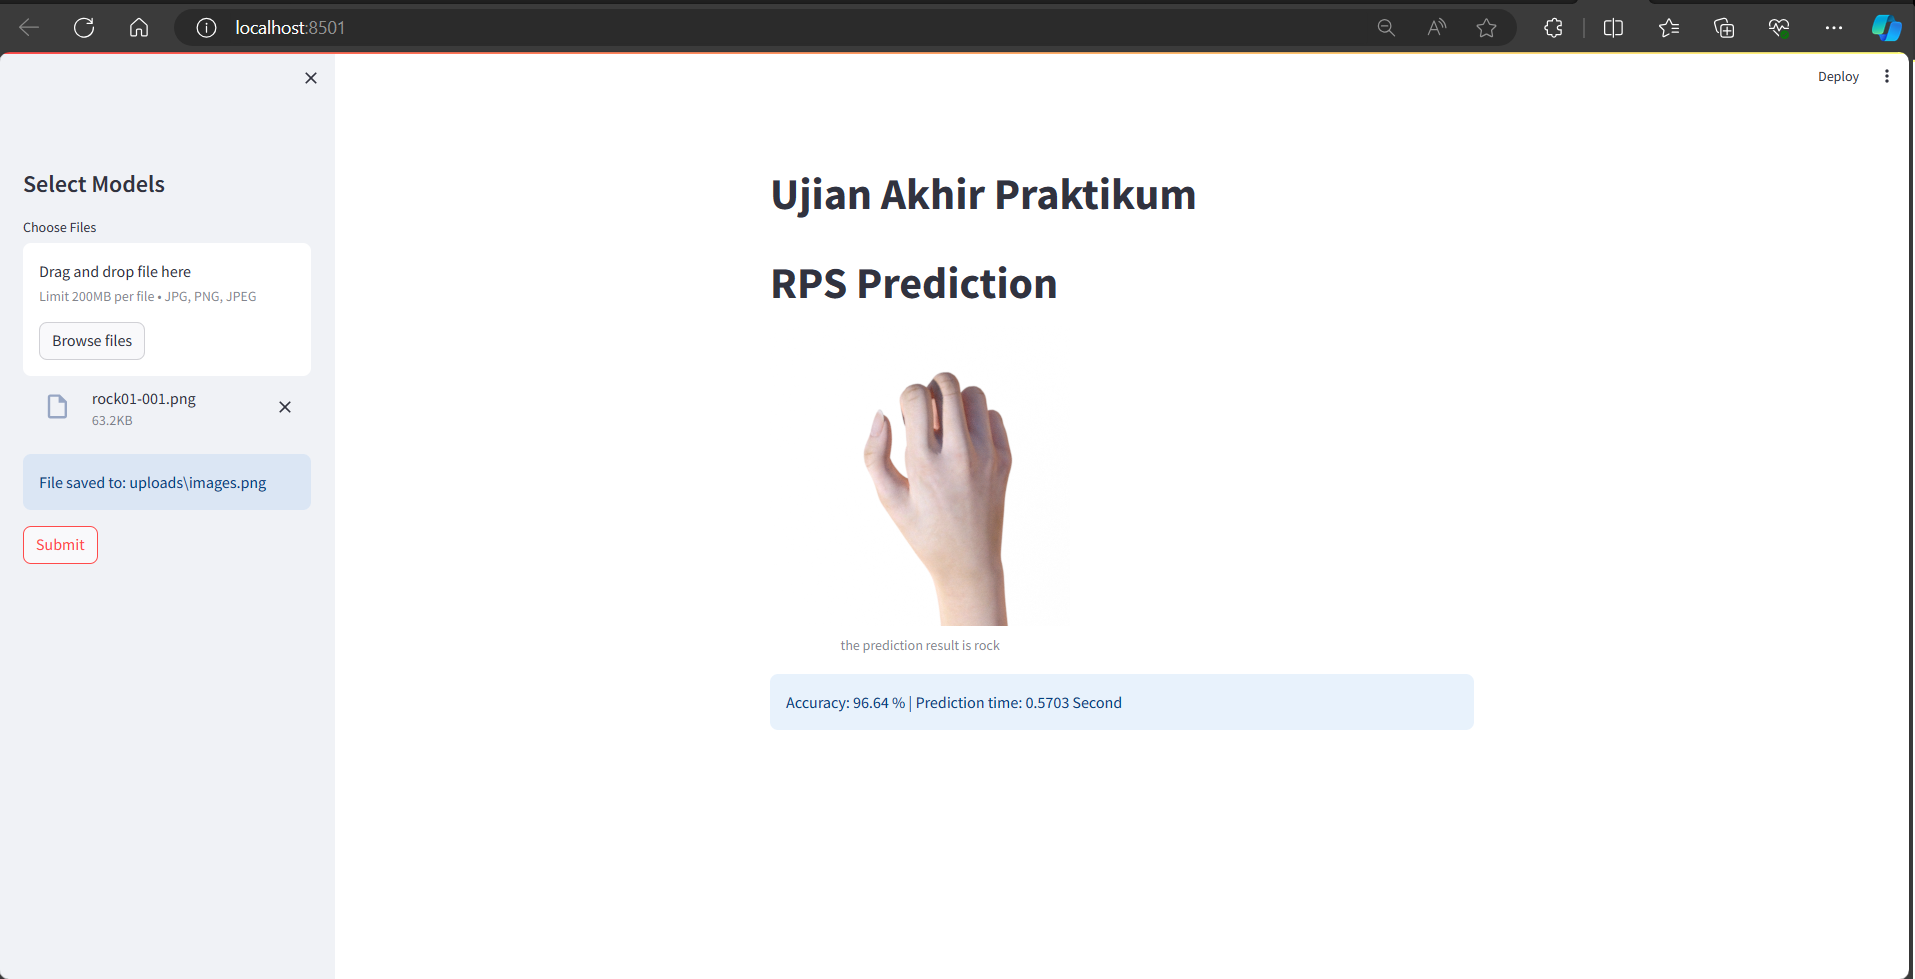 localhost:8501
Deploy
Select Models
Choose Files
Drag and drop file here
Limit 200MB per file • JPG, PNG, JPEG
Browse files
rock01-001.png
63.2KB
File saved to: uploads\images.png
Submit
Ujian Akhir Praktikum
RPS Prediction
the prediction result is rock
Accuracy: 96.64 % | Prediction time: 0.5703 Second